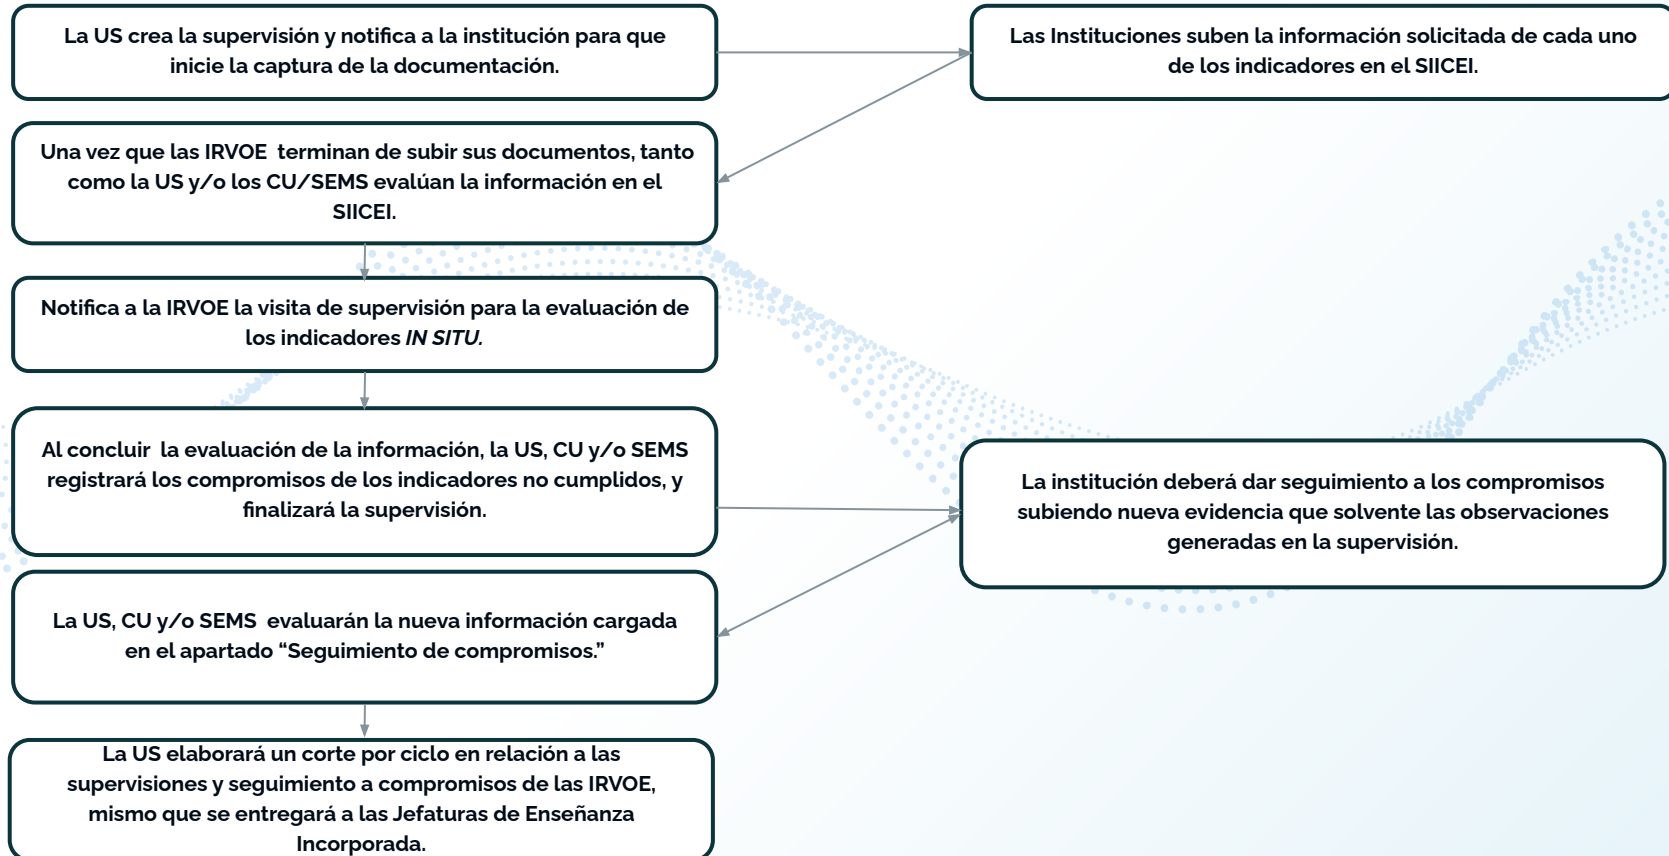 La US crea la supervisión y notifica a la institución para que
inicie la captura de la documentación.
Las Instituciones suben la información solicitada de cada uno
de los indicadores en el SIICEI.
Una vez que las IRVOE  terminan de subir sus documentos, tanto
como la US y/o los CU/SEMS evalúan la información en el
SIICEI.
Notifica a la IRVOE la visita de supervisión para la evaluación de
los indicadores IN SITU.
Al concluir  la evaluación de la información, la US, CU y/o SEMS
registrará los compromisos de los indicadores no cumplidos, y
finalizará la supervisión.
La institución deberá dar seguimiento a los compromisos
subiendo nueva evidencia que solvente las observaciones
generadas en la supervisión.
La US, CU y/o SEMS  evaluarán la nueva información cargada
en el apartado “Seguimiento de compromisos.”
La US elaborará un corte por ciclo en relación a las
supervisiones y seguimiento a compromisos de las IRVOE,
mismo que se entregará a las Jefaturas de Enseñanza
Incorporada.